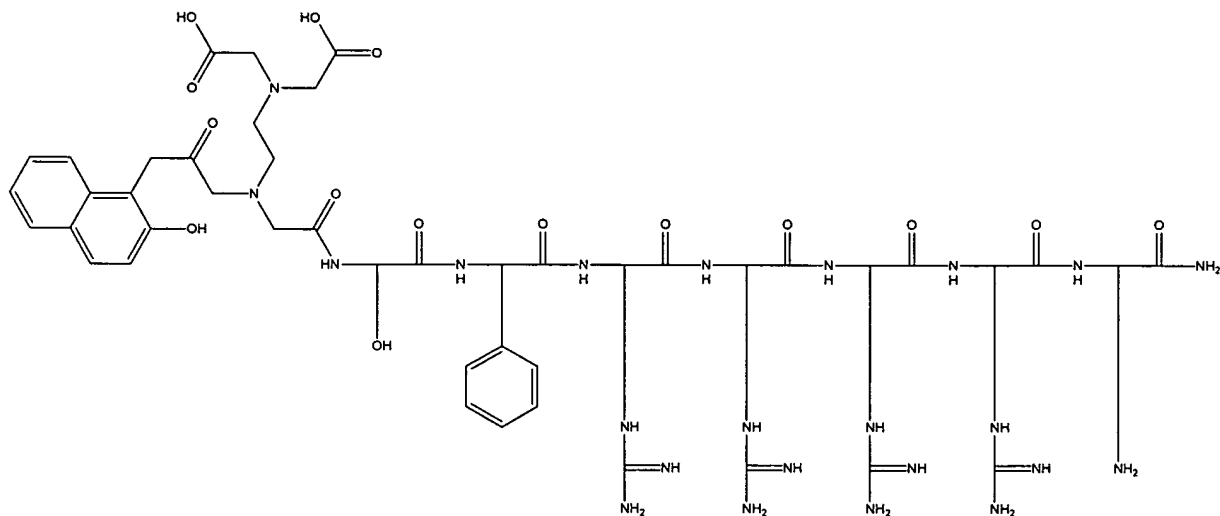 HO HO
O O
N
O
N O
OH
O O O O O O O
HN N N N N N N NH₂
H H H H H H
OH
NH NH NH NH
NH NH NH NH NH₂
NH₂ NH₂ NH₂ NH₂